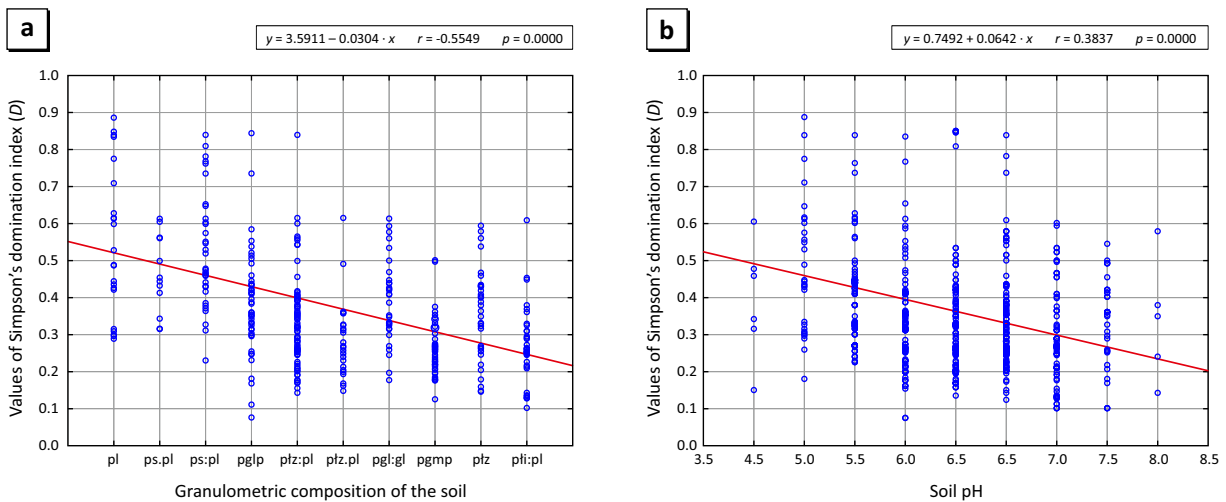 a
y = 3.5911 – 0.0304 · x r = -0.5549 p = 0.0000
Values of Simpson's domination index (D)
1.0
0.9
0.8
0.7
0.6
0.5
0.4
0.3
0.2
0.1
0.0
pl ps.pl ps:pl pglp płz:pl płz.pl pgl:gl pgmp płz płi:pl
Granulometric composition of the soil
b
y = 0.7492 + 0.0642 · x r = 0.3837 p = 0.0000
Values of Simpson's domination index (D)
1.0
0.9
0.8
0.7
0.6
0.5
0.4
0.3
0.2
0.1
0.0
3.5 4.5 5.0 5.5 6.0 6.5 6.5 7.0 7.5 8.0 8.5
Soil pH